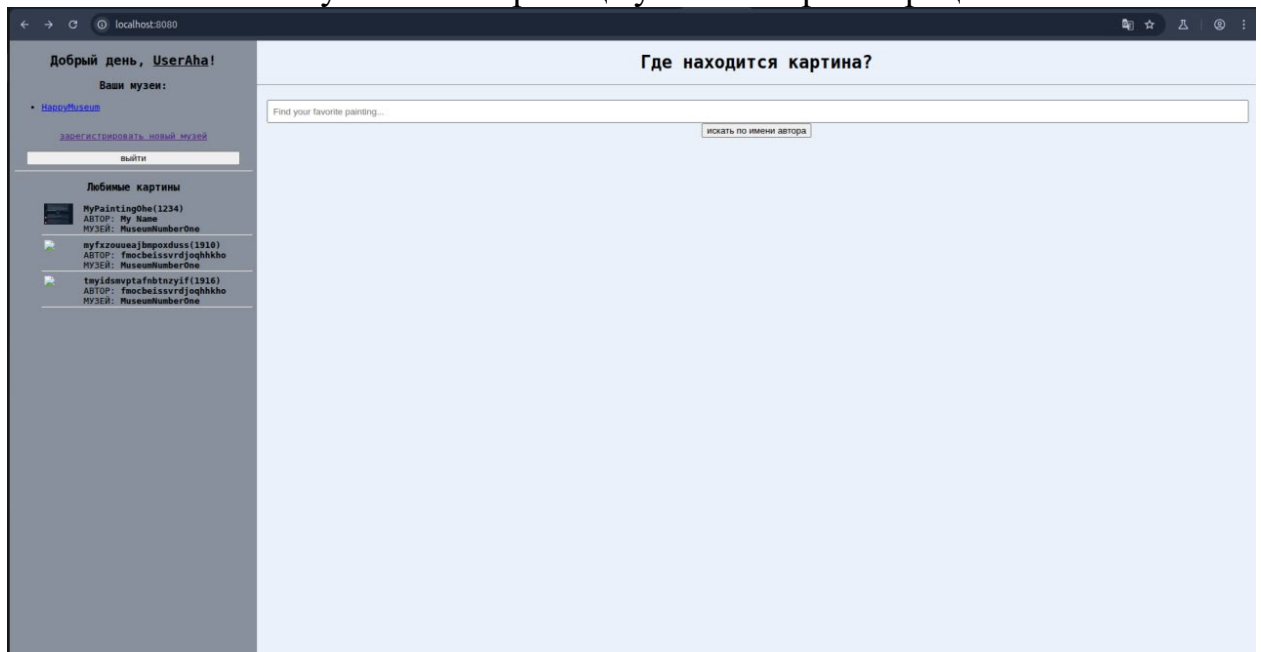 localhost:8080
Добрый день, UserAha!
Ваши музеи:
• HappyMuseum
зарегистрировать новый музей
выйти
Любимые картины
MyPaintingOhe(1234)
АВТОР: My Name
МУЗЕЙ: MuseumNumberOne
myfxzouueajbmpoxduss(1910)
АВТОР: fmocbeissvrdjoqhhkho
МУЗЕЙ: MuseumNumberOne
tmyidsmvptafnbtnzyif(1916)
АВТОР: fmocbeissvrdjoqhhkho
МУЗЕЙ: MuseumNumberOne
Где находится картина?
Find your favorite painting...
искать по имени автора